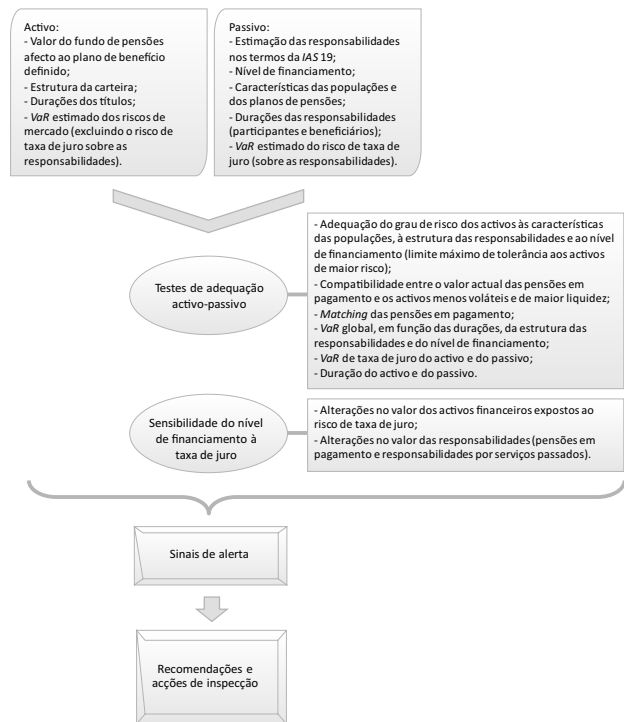 Activo:
- Valor do fundo de pensões
afecto ao plano de benefício
definido;
- Estrutura da carteira;
- Durações dos títulos;
- VaR estimado dos riscos de
mercado (excluindo o risco de
taxa de juro sobre as
responsabilidades).
Passivo:
- Estimação das responsabilidades
nos termos da IAS 19;
- Nível de financiamento;
- Características das populações e
dos planos de pensões;
- Durações das responsabilidades
(participantes e beneficiários);
- VaR estimado do risco de taxa de
juro (sobre as responsabilidades).
Testes de adequação
activo-passivo
- Adequação do grau de risco dos activos às características
das populações, à estrutura das responsabilidades e ao nível
de financiamento (limite máximo de tolerância aos activos
de maior risco);
- Compatibilidade entre o valor actual das pensões em
pagamento e os activos menos voláteis e de maior liquidez;
- Matching das pensões em pagamento;
- VaR global, em função das durações, da estrutura das
responsabilidades e do nível de financiamento;
- VaR de taxa de juro do activo e do passivo;
- Duração do activo e do passivo.
Sensibilidade do nível
de financiamento à
taxa de juro
- Alterações no valor dos activos financeiros expostos ao
risco de taxa de juro;
- Alterações no valor das responsabilidades (pensões em
pagamento e responsabilidades por serviços passados).
Sinais de alerta
Recomendações e
acções de inspecção